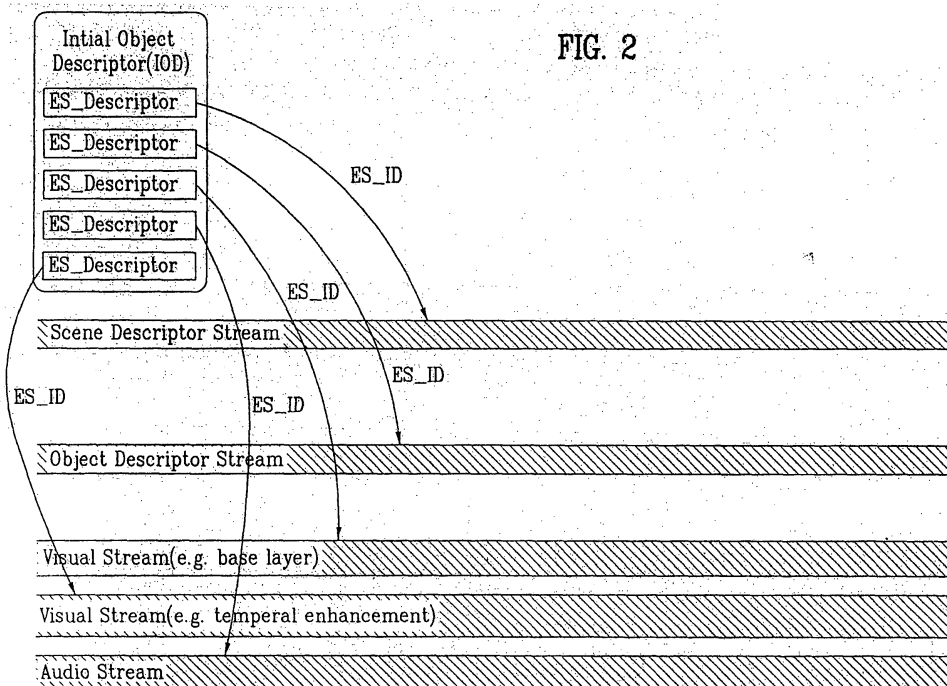 FIG. 2
Intial Object
Descriptor(IOD)
ES_Descriptor
ES_Descriptor
ES_Descriptor
ES_Descriptor
ES_Descriptor
ES_ID
ES_ID
Scene Descriptor Stream
ES_ID
ES_ID
ES_ID
Object Descriptor Stream
Visual Stream(e.g. base layer)
Visual Stream(e.g. temperal enhancement)
Audio Stream